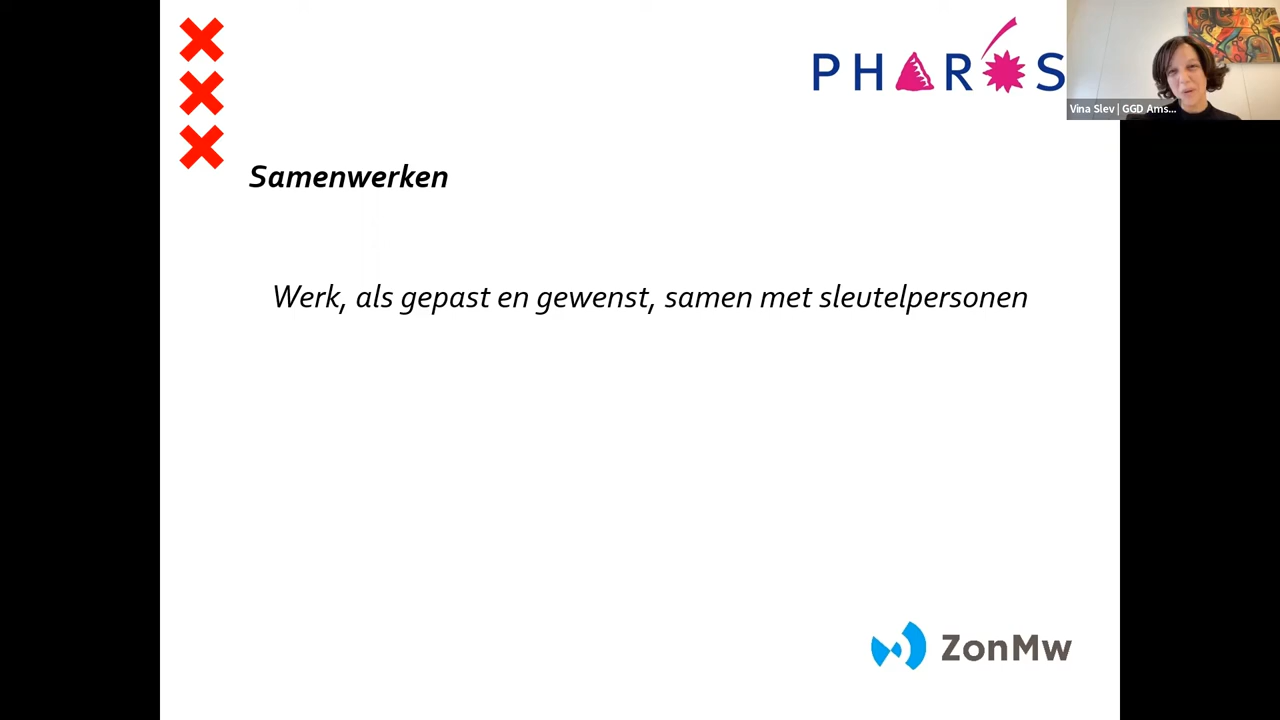 PHAROS
Vina Slev | GGD Ams...
Samenwerken
Werk, als gepast en gewenst, samen met sleutelpersonen
ZonMw